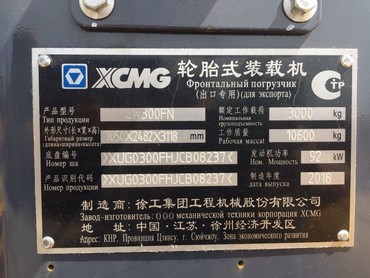 XCMG 轮胎式装载机
Фронтальный погрузчик
(出口专用)(для экспорта)
产品型号
Тип продукции
300FN
额定工作载荷
Номинальная грузоподъемность
3000 kg
外形尺寸(长×宽×高)
Габаритный размер
длина×ширина×высота
7050×2482×3118 mm
工作质量
Рабочая масса
10600 kg
底盘编号
Номер шасси
>XUG0300FHJCB08237<
发动机功率
Ном. Мощность
92 kW
产品识别代码
Номер продукции
>XUG0300FHJCB08237<
制造年度
дата выпуска
2018
制造商:徐工集团工程机械股份有限公司
Завод-изготовитель: ООО механической техники корпорация XCMG
地址:中国·江苏·徐州经济开发区
Адрес: КНР. Провинция Цзянсу, г. Сюйчжоу, Зона экономического развития